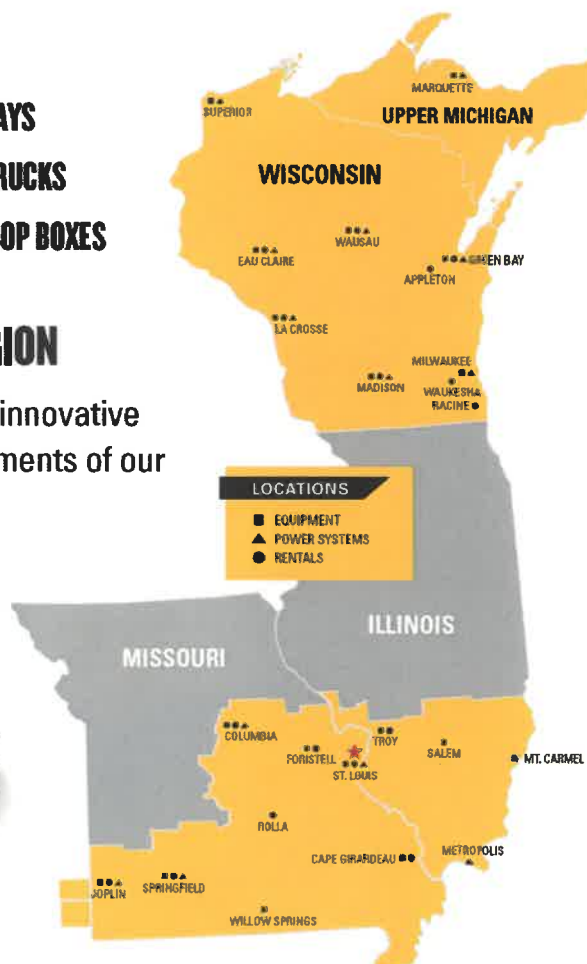 AYS
RUCKS
OP BOXES
GION
innovative
ments of our
MARQUETTE
UPPER MICHIGAN
SUPERIOR
WISCONSIN
WAUSAU
EAU CLAIRE
GREEN BAY
APPLETON
LA CROSSE
MILWAUKEE
MADISON
WAUKESHA
RACINE
LOCATIONS
EQUIPMENT
POWER SYSTEMS
RENTALS
ILLINOIS
MISSOURI
COLUMBIA
TROY
FORISTELL
SALEM
ST. LOUIS
MT. CARMEL
ROLLA
CAPE GIRARDEAU
METROPOLIS
JOPLIN
SPRINGFIELD
WILLOW SPRINGS